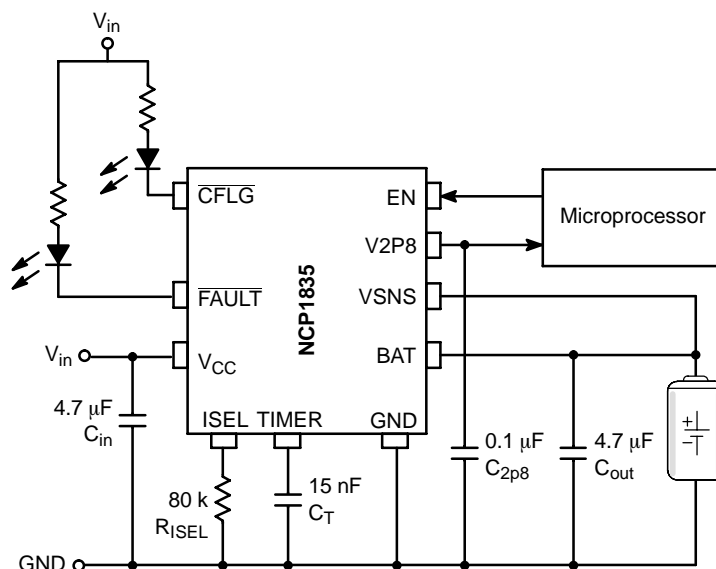 Vin
CFLG
EN
Microprocessor
V2P8
FAULT
NCP1835
VSNS
Vin
VCC
BAT
4.7 μF
Cin
ISEL
TIMER
GND
80 k
RISEL
15 nF
CT
0.1 μF
C2p8
4.7 μF
Cout
+
−
GND